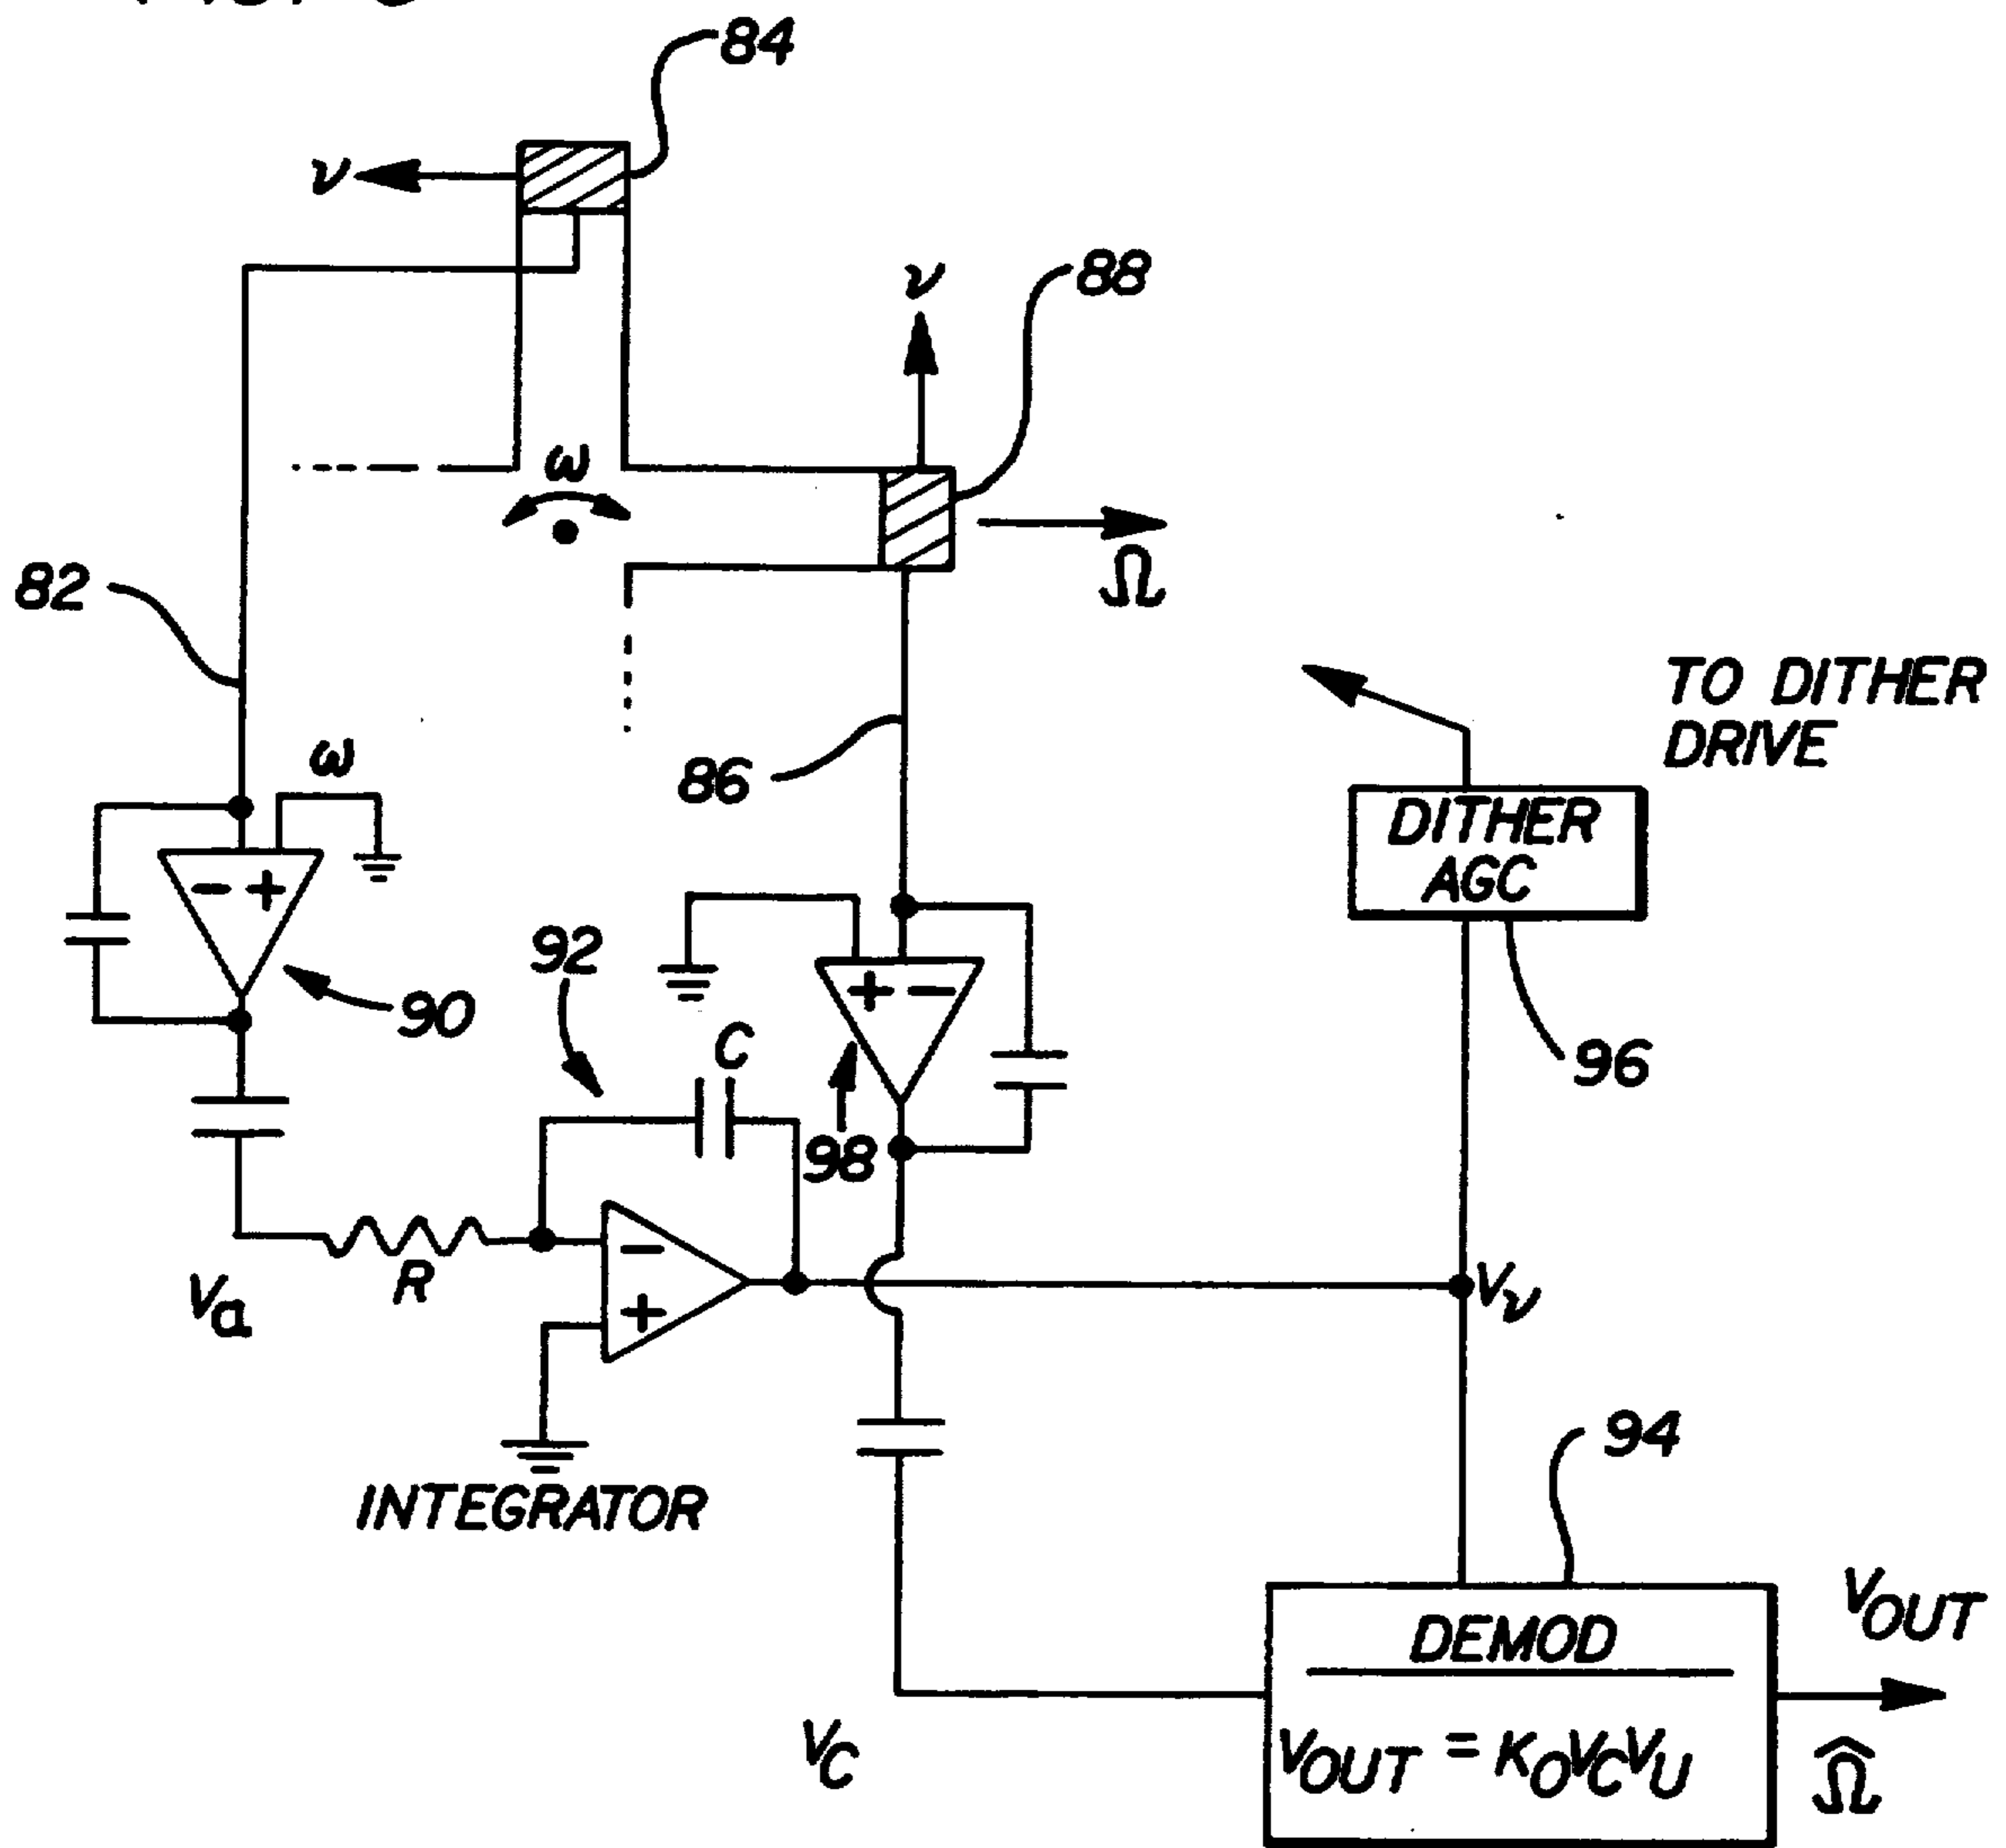 84
ν
ν
88
ω
Ω
82
TO DITHER
DRIVE
ω
86
DITHER
AGC
- +
92
+ -
90
C
96
98
-
R
Va
+
Vν
94
INTEGRATOR
VOUT
DEMOD
VC
VOUT = KOVCVU
Ω̂